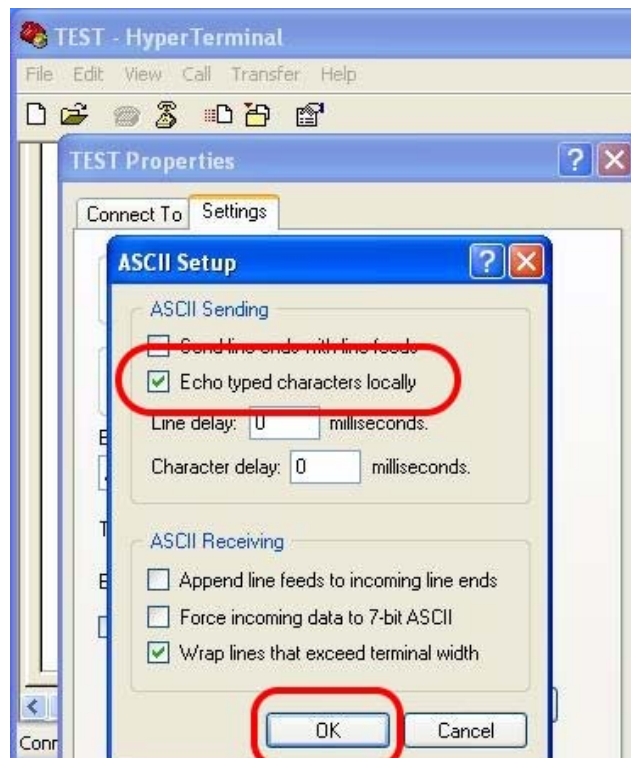 TEST - HyperTerminal
File Edit View Call Transfer Help
TEST Properties
Connect To Settings
ASCII Setup
ASCII Sending
Send line ends with line feeds
Echo typed characters locally
Line delay: 0 milliseconds.
Character delay: 0 milliseconds.
ASCII Receiving
Append line feeds to incoming line ends
Force incoming data to 7-bit ASCII
Wrap lines that exceed terminal width
OK Cancel